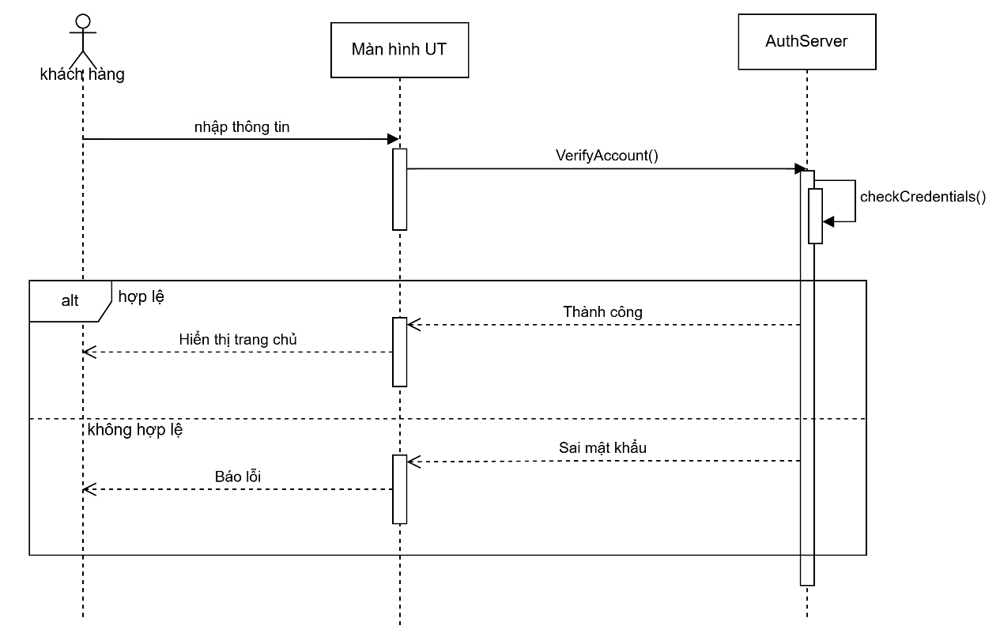 khách hàng
Màn hình UT
AuthServer
nhập thông tin
VerifyAccount()
checkCredentials()
alt
hợp lệ
Thành công
Hiển thị trang chủ
không hợp lệ
Sai mật khẩu
Báo lỗi